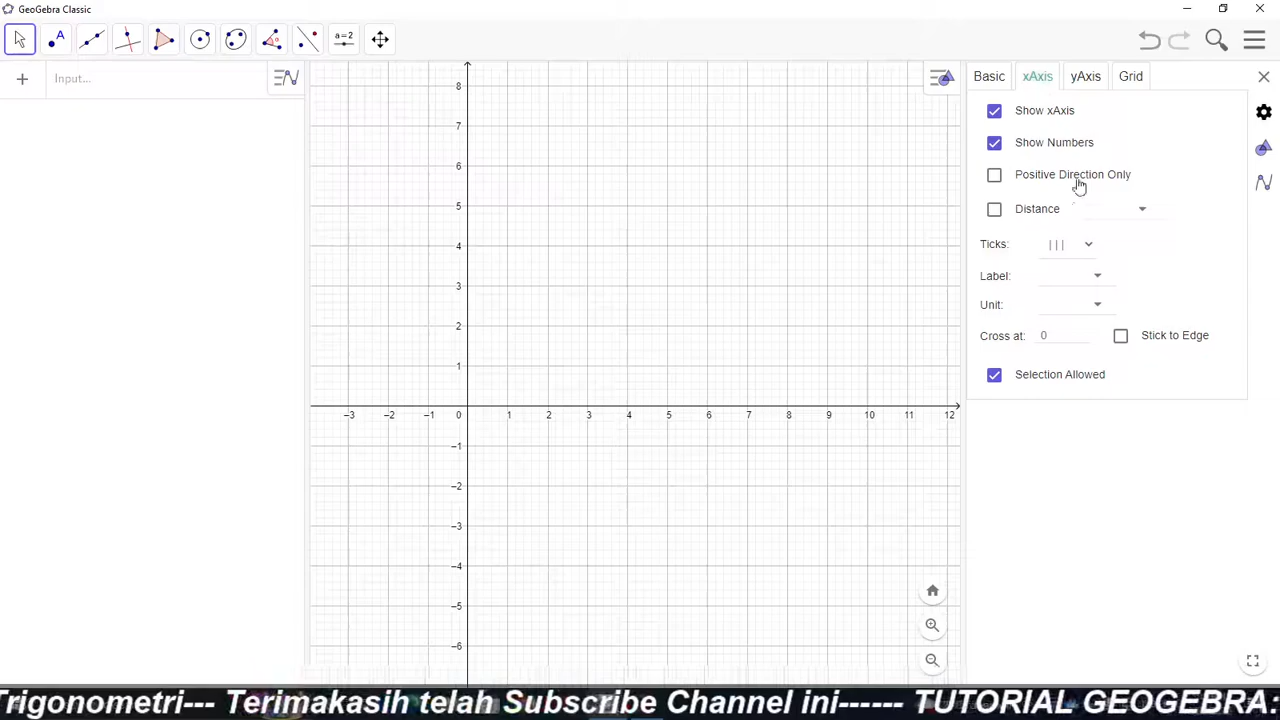 GeoGebra Classic
A
a=2
Input...
Basic
xAxis
yAxis
Grid
Show xAxis
Show Numbers
Positive Direction Only
Distance
Ticks:
| | |
Label:
Unit:
Cross at: 0
Stick to Edge
Selection Allowed
8
7
6
5
4
3
2
1
−3 −2 −1 0 1 2 3 4 5 6 7 8 9 10 11 12
−1
−2
−3
−4
−5
−6
Trigonometri--- Terimakasih telah Subscribe Channel ini------ TUTORIAL GEOGEBRA: